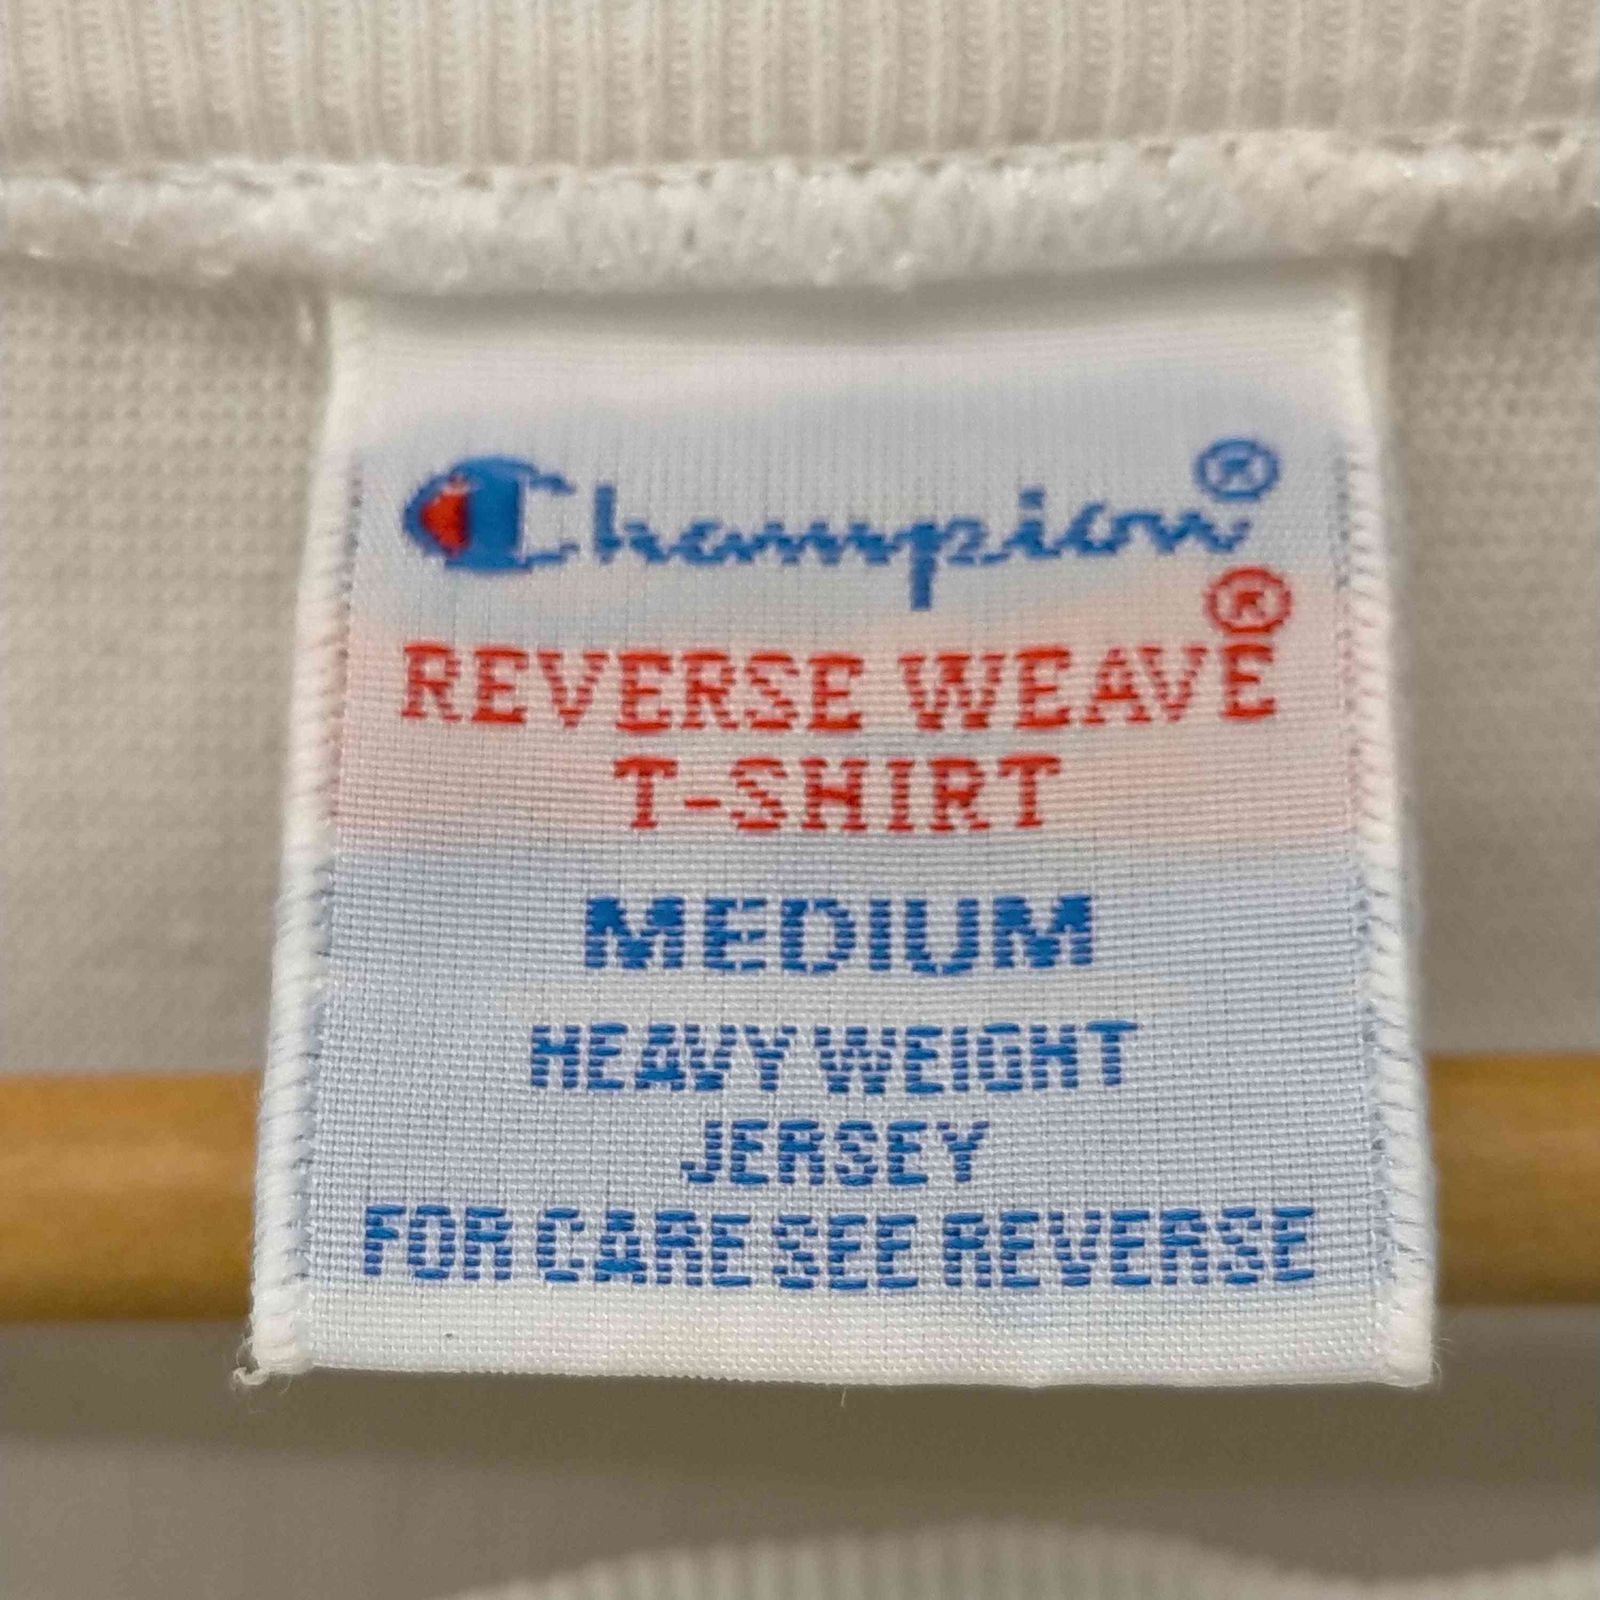 Champion®
REVERSE WEAVE®
T-SHIRT
MEDIUM
HEAVY WEIGHT
JERSEY
FOR CARE SEE REVERSE